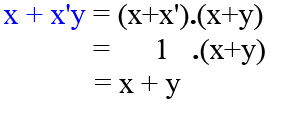 x + x'y = (x+x').(x+y)
= 1 .(x+y)
= x + y